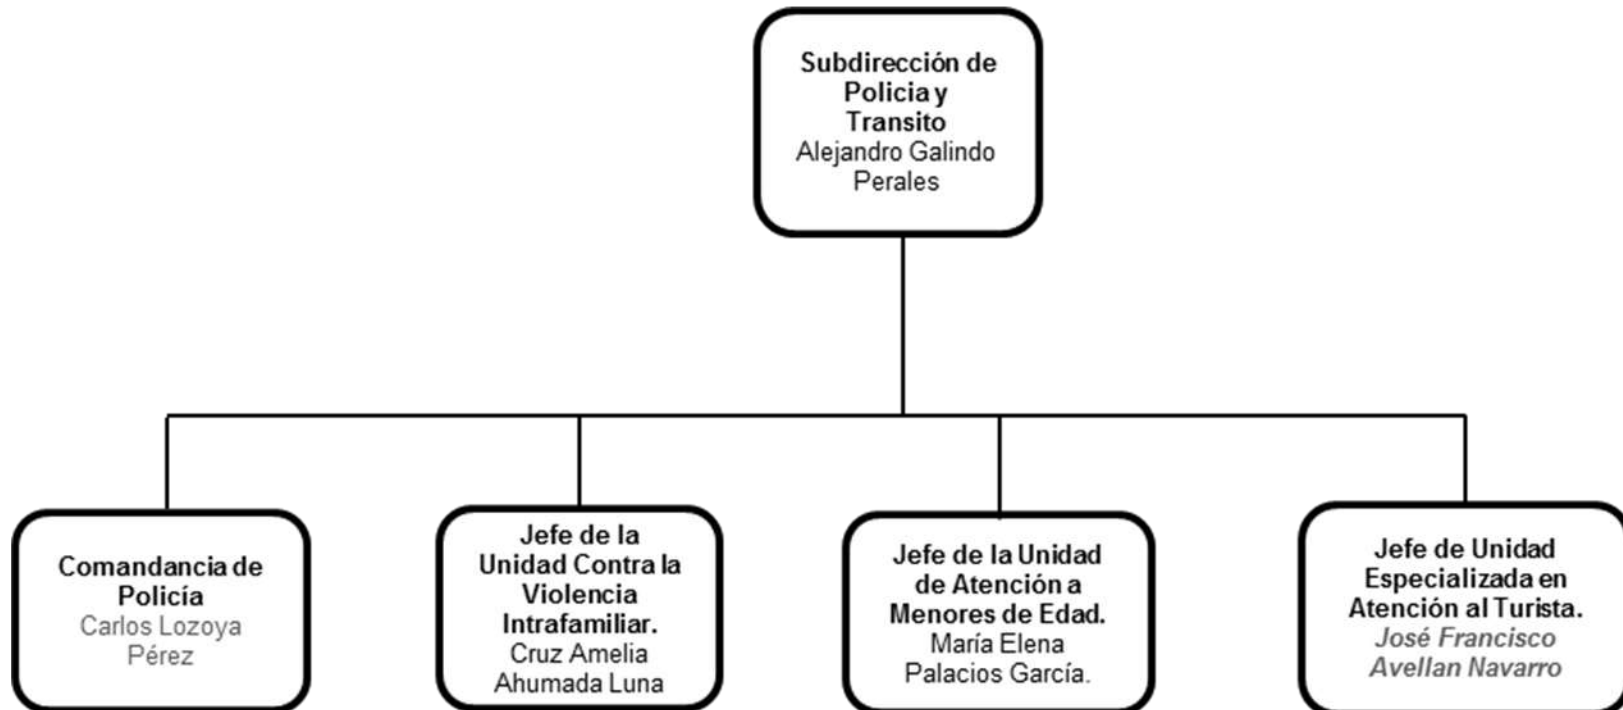 Subdirección de
Policia y
Transito
Alejandro Galindo
Perales
Comandancia de
Policía
Carlos Lozoya
Pérez
Jefe de la
Unidad Contra la
Violencia
Intrafamiliar.
Cruz Amelia
Ahumada Luna
Jefe de la Unidad
de Atención a
Menores de Edad.
María Elena
Palacios García.
Jefe de Unidad
Especializada en
Atención al Turista.
José Francisco
Avellan Navarro